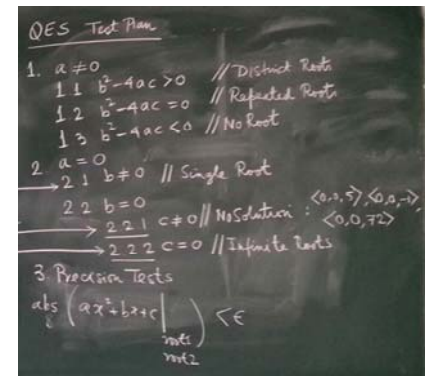 QES Test Plan
1. a ≠ 0
1 1 b²-4ac > 0 // Distinct Roots
1 2 b²-4ac = 0 // Repeated Roots
1 3 b²-4ac < 0 // No Root
2. a = 0
2 1 b ≠ 0 // Single Root
2 2 b = 0
2 2 1 c ≠ 0 // No Solution : <0,0,5>, <0,0,-1>,
<0,0,72>
2 2 2 c = 0 // Infinite Roots
3. Precision Tests
abs ( ax²+bx+c | ) < ε
root1
root2